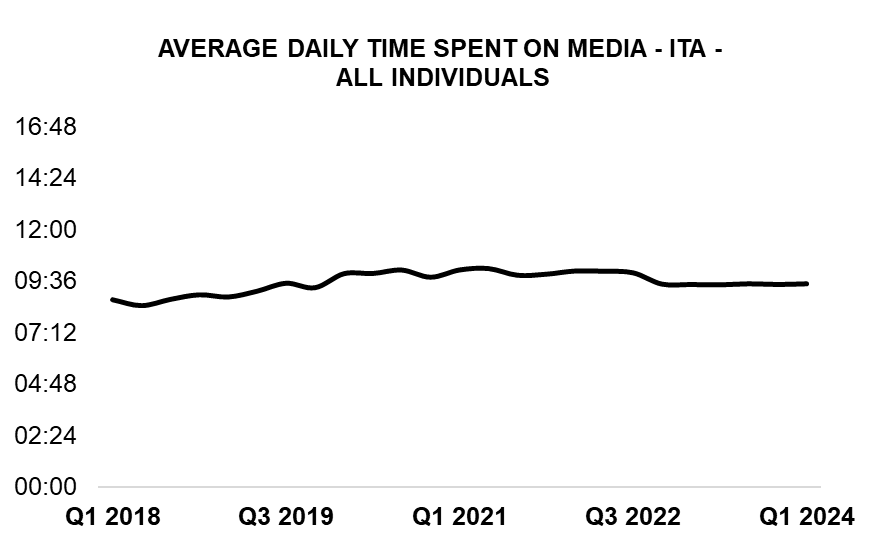 AVERAGE DAILY TIME SPENT ON MEDIA - ITA -
ALL INDIVIDUALS
16:48
14:24
12:00
09:36
07:12
04:48
02:24
00:00
Q1 2018 Q3 2019 Q1 2021 Q3 2022 Q1 2024